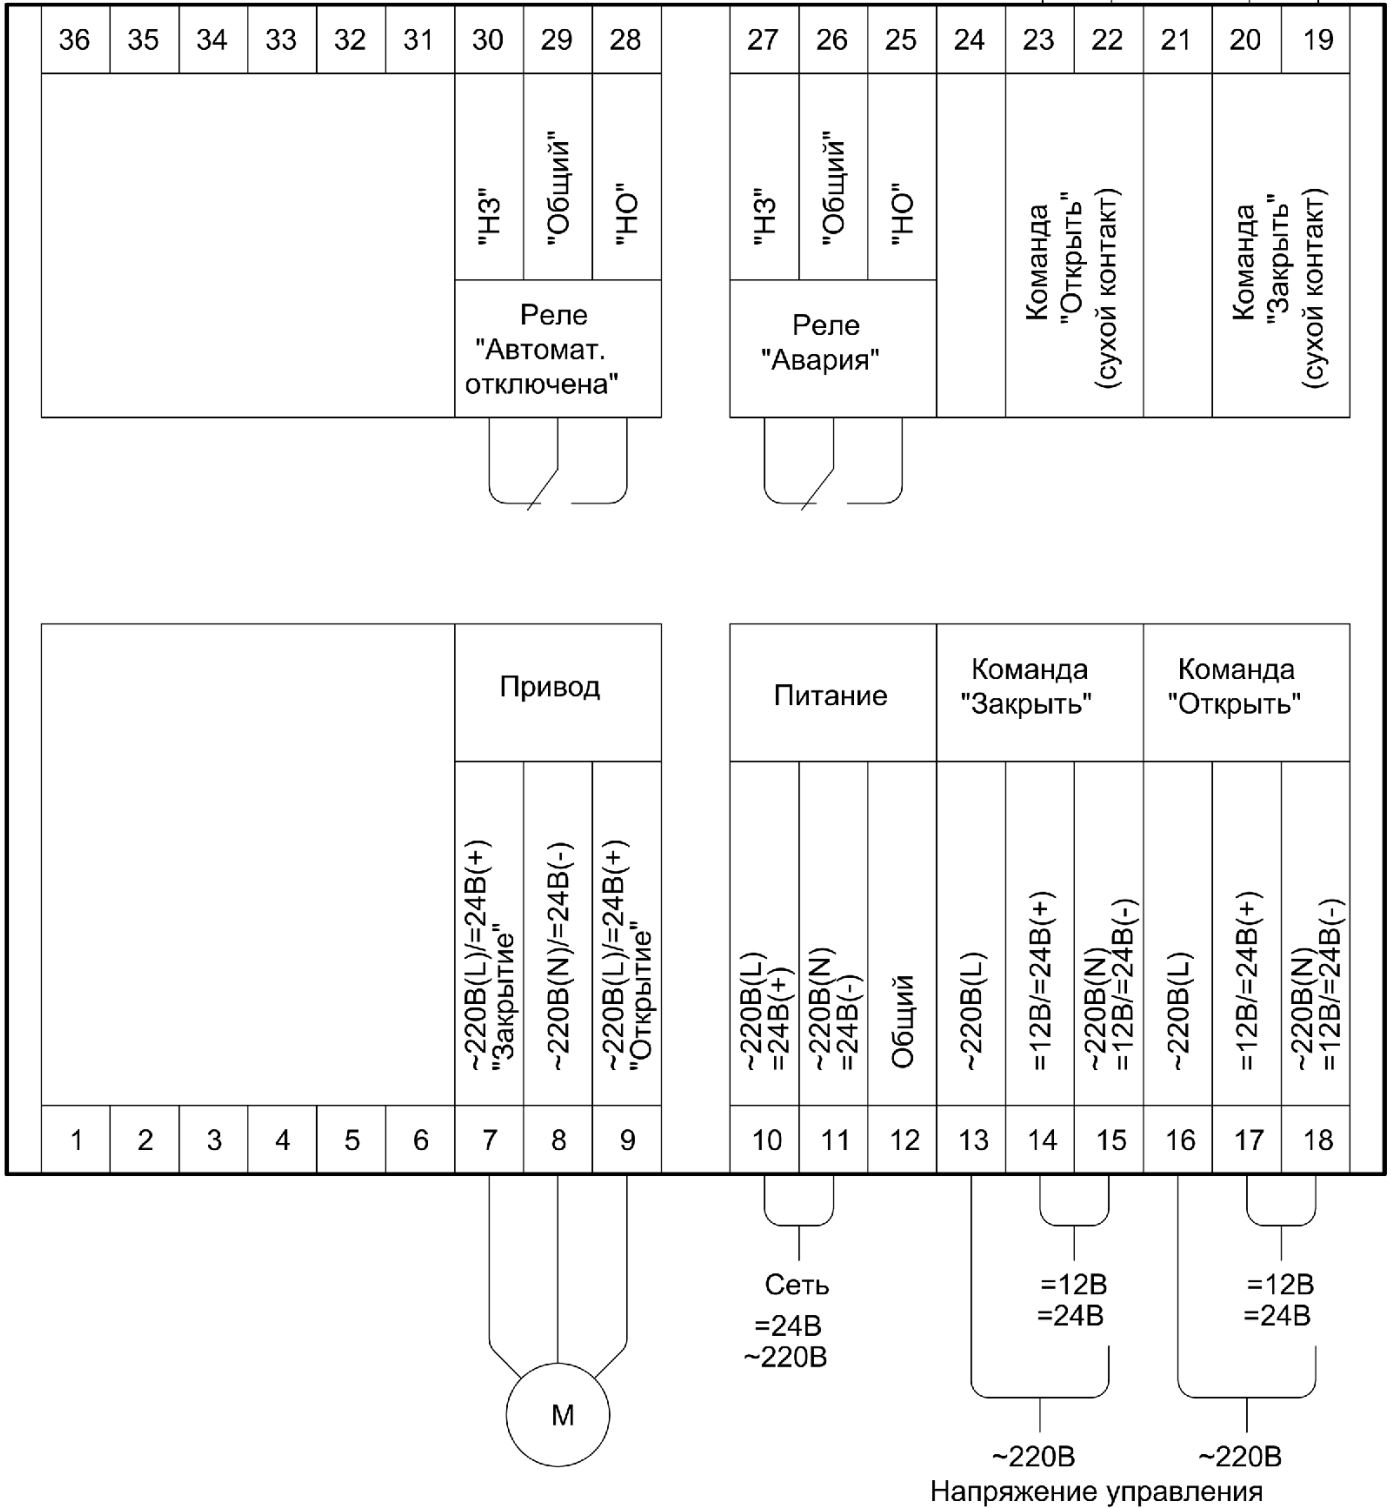 36 35 34 33 32 31 30 29 28 27 26 25 24 23 22 21 20 19
"НЗ"
"Общий"
"НО"
"НЗ"
"Общий"
"НО"
Команда
"Открыть"
(сухой контакт)
Команда
"Закрыть"
(сухой контакт)
Реле
"Автомат.
отключена"
Реле
"Авария"
Привод
Питание
Команда
"Закрыть"
Команда
"Открыть"
~220В(L)/=24В(+)
"Закрытие"
~220В(N)/=24В(-)
~220В(L)/=24В(+)
"Открытие"
~220В(L)
=24В(+)
~220В(N)
=24В(-)
Общий
~220В(L)
=12В/=24В(+)
~220В(N)
=12В/=24В(-)
~220В(L)
=12В/=24В(+)
~220В(N)
=12В/=24В(-)
1 2 3 4 5 6 7 8 9 10 11 12 13 14 15 16 17 18
Сеть
=24В
~220В
=12В
=24В
=12В
=24В
М
~220В
~220В
Напряжение управления